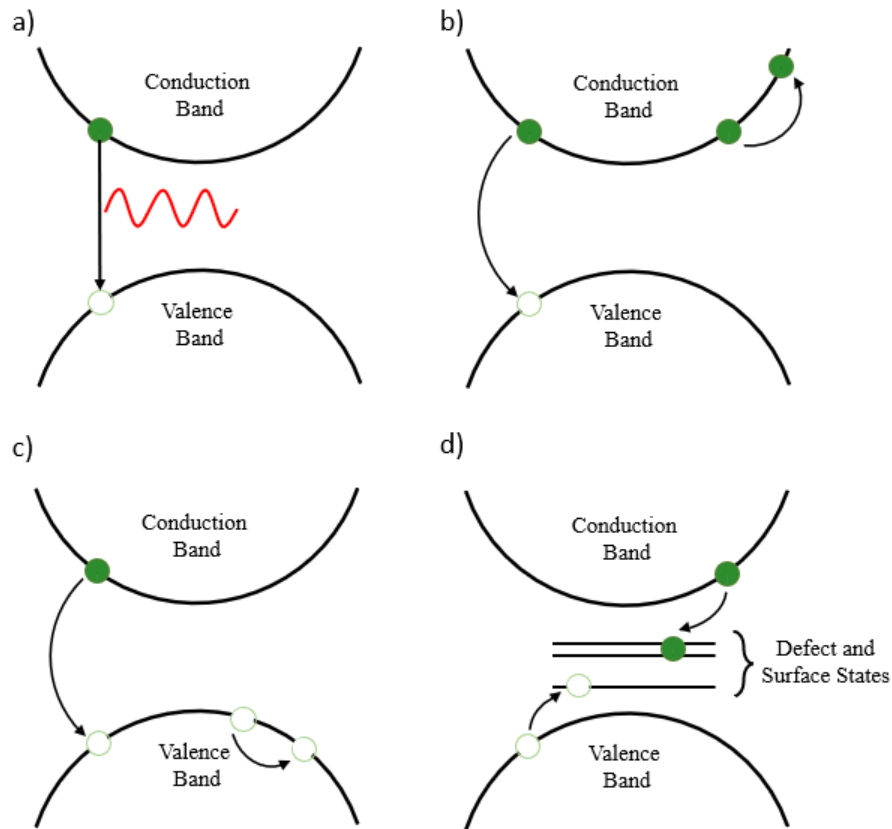 a)
Conduction
Band
Valence
Band
b)
Conduction
Band
Valence
Band
c)
Conduction
Band
Valence
Band
d)
Conduction
Band
Defect and
Surface States
Valence
Band